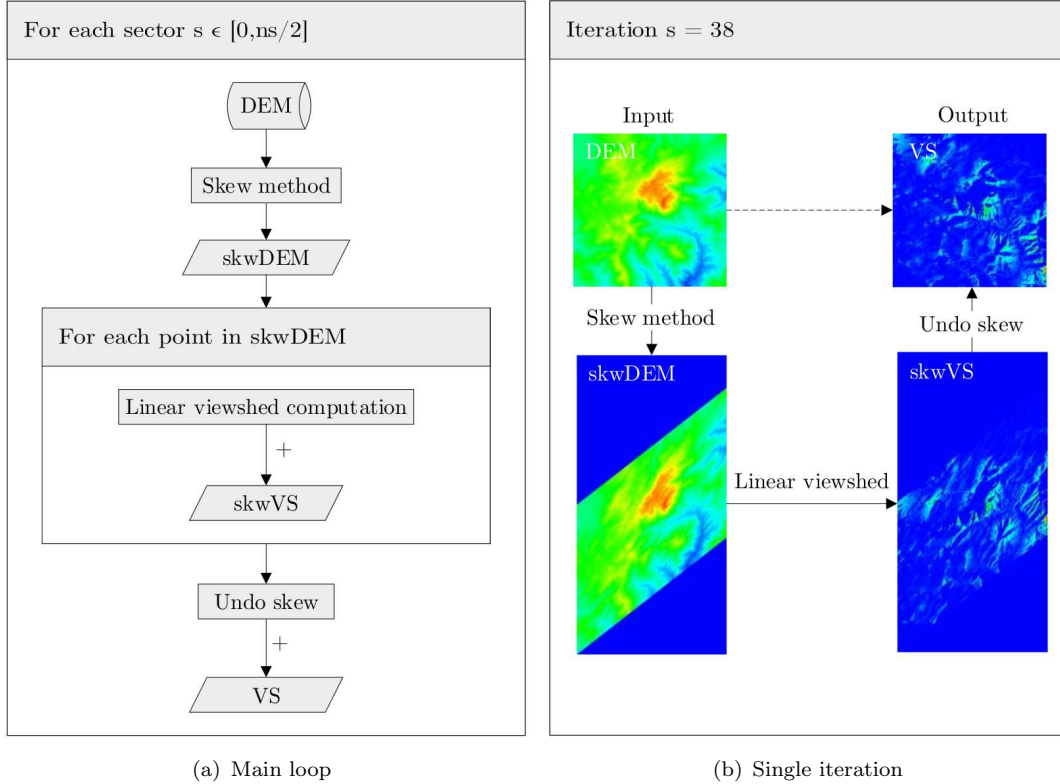 For each sector s ϵ [0,ns/2]
DEM
Skew method
skwDEM
For each point in skwDEM
Linear viewshed computation
+
skwVS
Undo skew
+
VS
(a) Main loop
Iteration s = 38
Input
Output
DEM
VS
Skew method
Undo skew
skwDEM
skwVS
Linear viewshed
(b) Single iteration